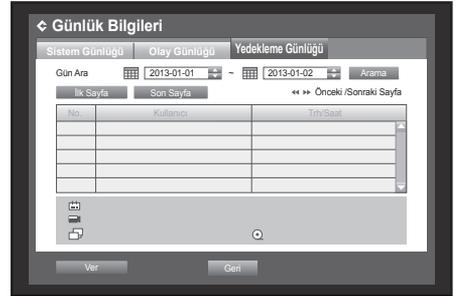 Günlük Bilgileri
Sistem Günlüğü Olay Günlüğü Yedekleme Günlüğü
Gün Ara 2013-01-01 ~ 2013-01-02 Arama
İlk Sayfa Son Sayfa Önceki /Sonraki Sayfa
No. Kullanıcı Trh/Saat
Ver Geri